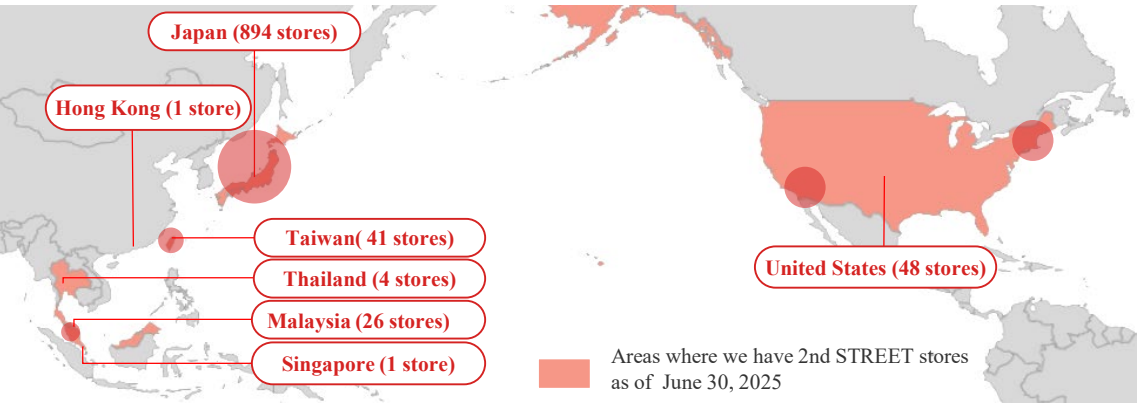 Japan (894 stores)
Hong Kong (1 store)
Taiwan( 41 stores)
Thailand (4 stores)
Malaysia (26 stores)
Singapore (1 store)
United States (48 stores)
Areas where we have 2nd STREET stores
as of June 30, 2025